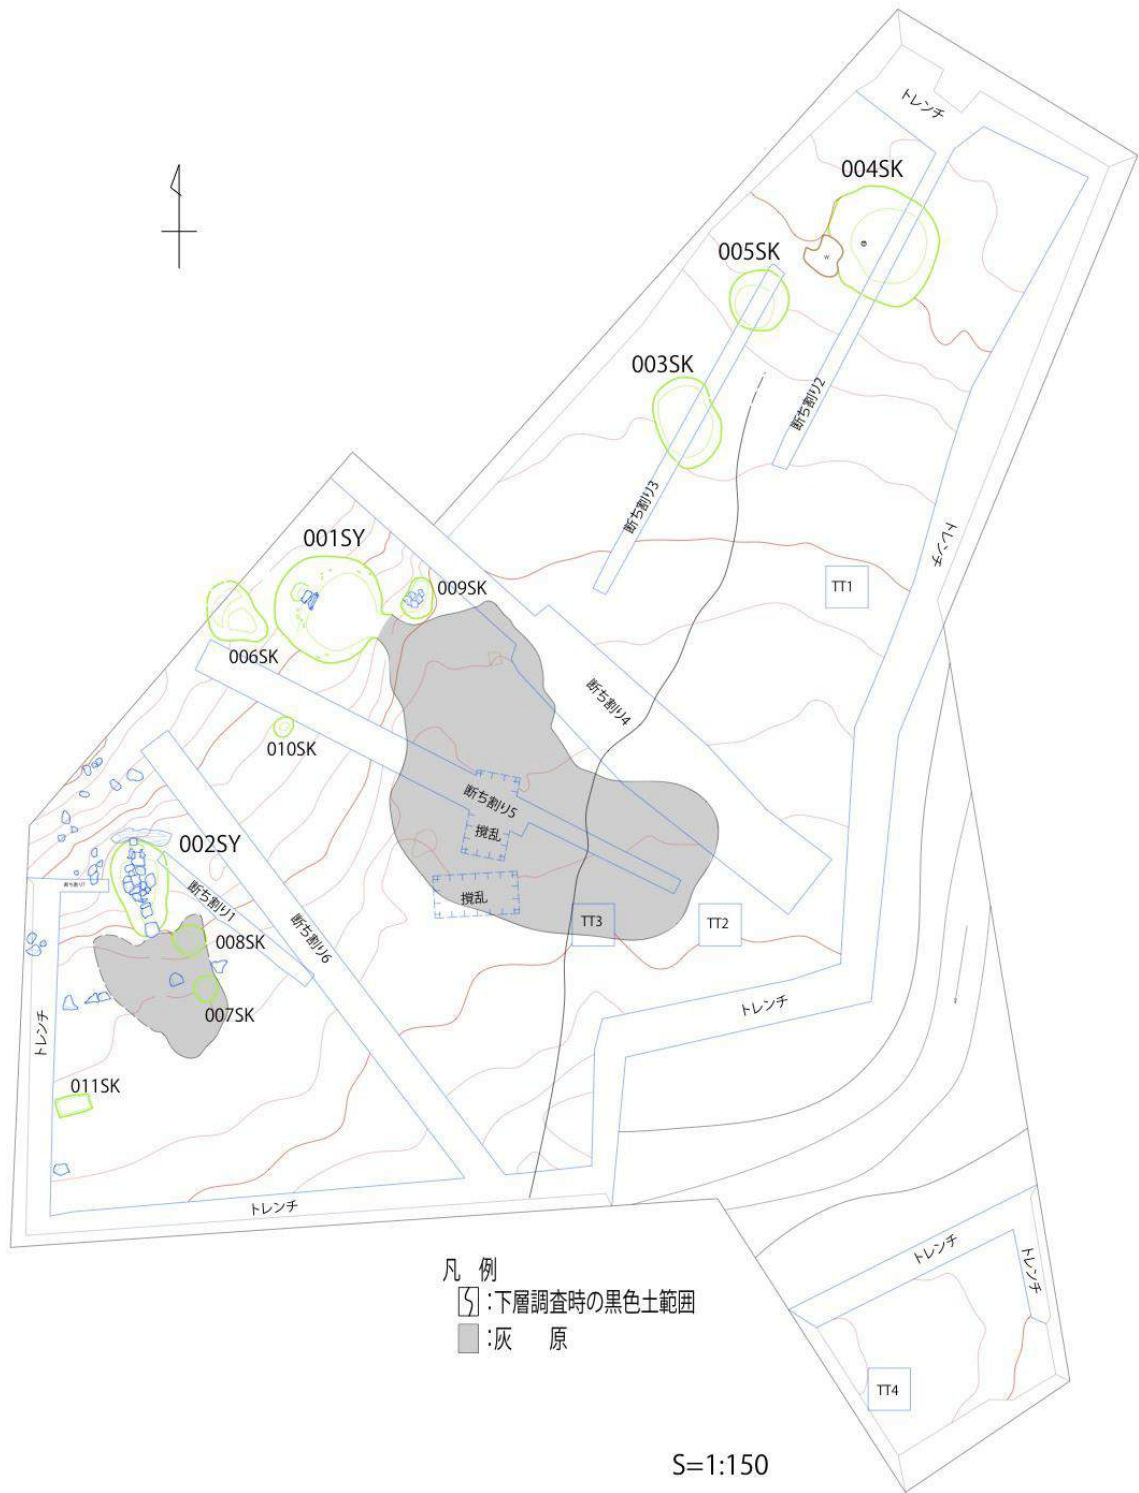 トレンチ
004SK
005SK
W
003SK
断ち割り2
断ち割り3
トレンチ
001SY
TT1
009SK
006SK
断ち割り4
010SK
断ち割り5
撹乱
002SY
撹乱
断ち割り1
TT3
TT2
008SK
断ち割り6
007SK
トレンチ
トレンチ
011SK
トレンチ
トレンチ
トレンチ
凡 例
:下層調査時の黒色土範囲
:灰 原
TT4
S=1:150